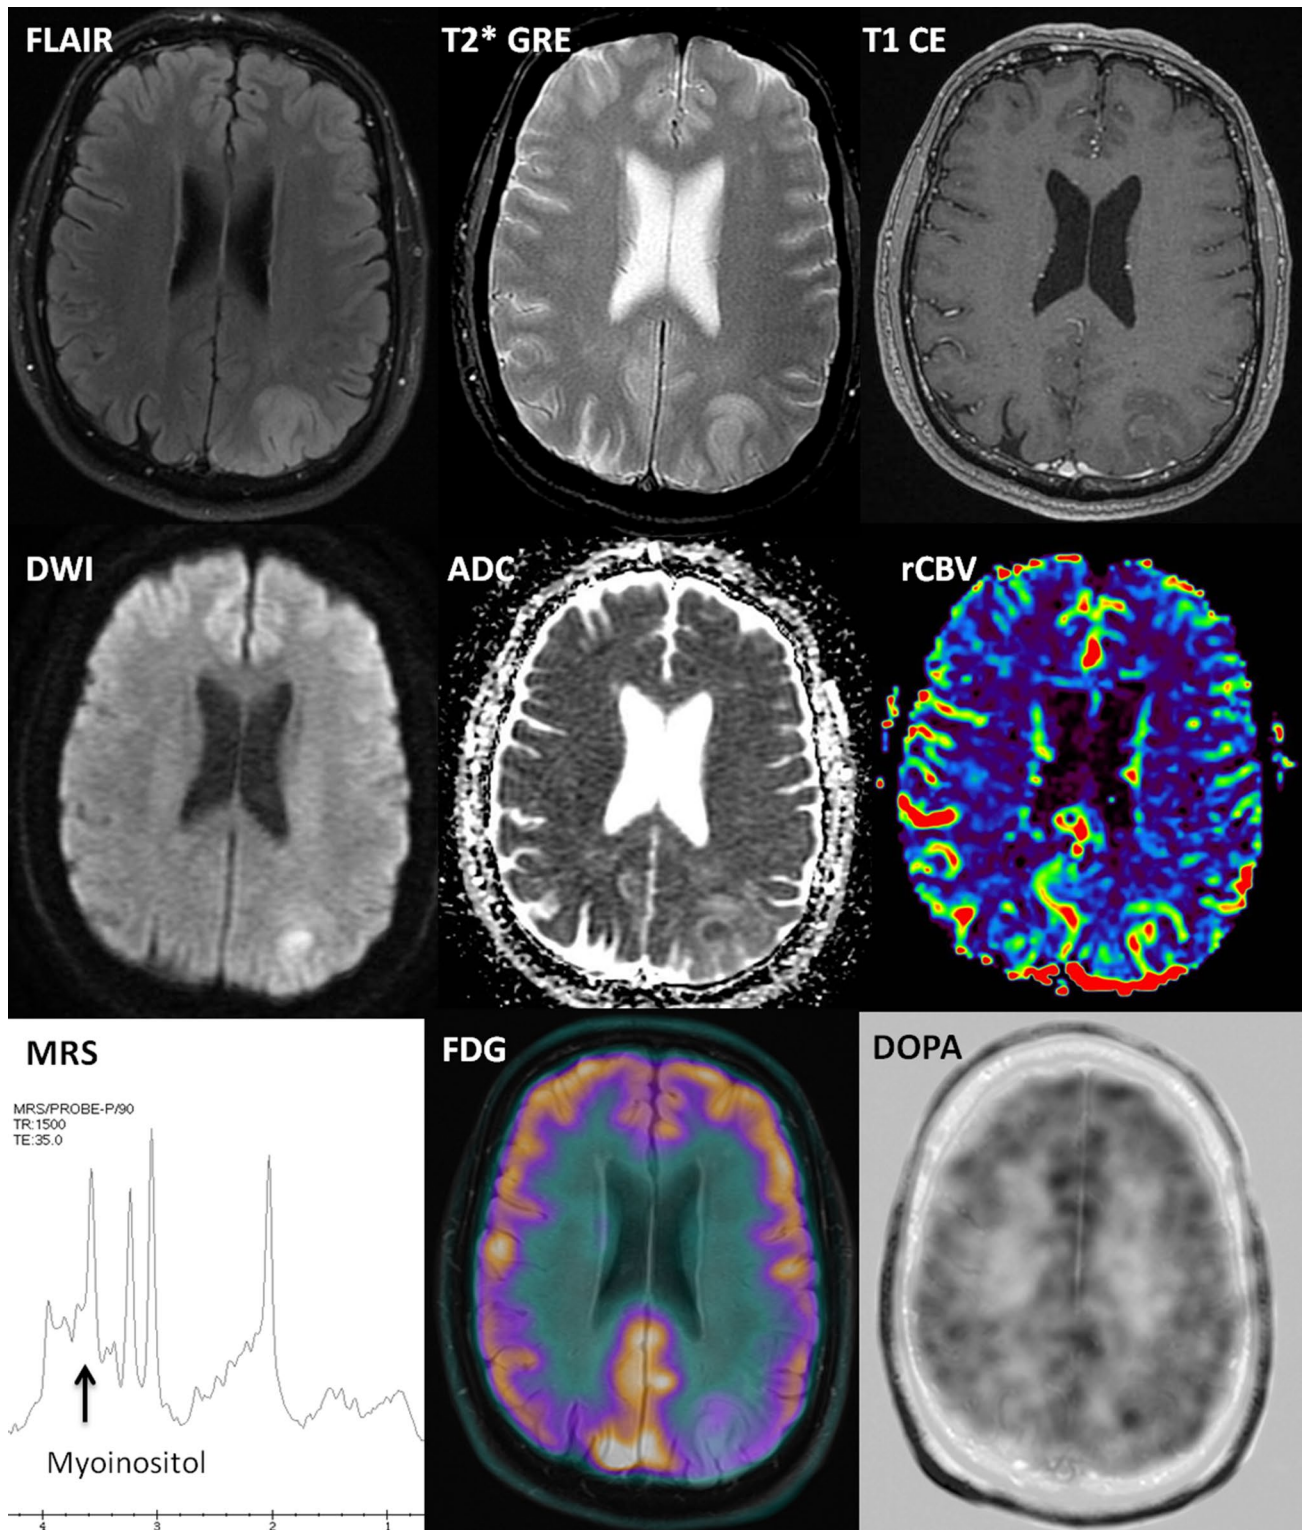 FLAIR
T2* GRE
T1 CE
DWI
ADC
rCBV
MRS
MRS/PROBE-P/90
TR:1500
TE:35.0
Myoinositol
4 3 2 1
FDG
DOPA